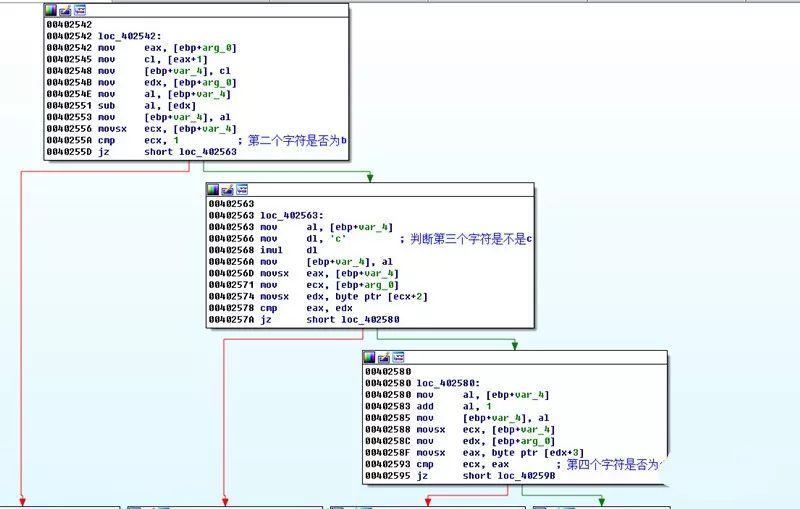 00402542
00402542 loc_402542:
00402542 mov eax, [ebp+arg_0]
00402545 mov cl, [eax+1]
00402548 mov [ebp+var_4], cl
0040254B mov edx, [ebp+arg_0]
0040254E mov al, [ebp+var_4]
00402551 sub al, [edx]
00402553 mov [ebp+var_4], al
00402556 movsx ecx, [ebp+var_4]
0040255A cmp ecx, 1 ; 第二个字符是否为b
0040255D jz short loc_402563
00402563
00402563 loc_402563:
00402563 mov al, [ebp+var_4]
00402566 mov dl, 'c' ; 判断第三个字符是不是c
00402568 imul dl
0040256A mov [ebp+var_4], al
0040256D movsx eax, [ebp+var_4]
00402571 mov ecx, [ebp+arg_0]
00402574 movsx edx, byte ptr [ecx+2]
00402578 cmp eax, edx
0040257A jz short loc_402580
00402580
00402580 loc_402580:
00402580 mov al, [ebp+var_4]
00402583 add al, 1
00402585 mov [ebp+var_4], al
00402588 movsx ecx, [ebp+var_4]
0040258C mov edx, [ebp+arg_0]
0040258F movsx eax, byte ptr [edx+3]
00402593 cmp ecx, eax ; 第四个字符是否为
00402595 jz short loc_40259B